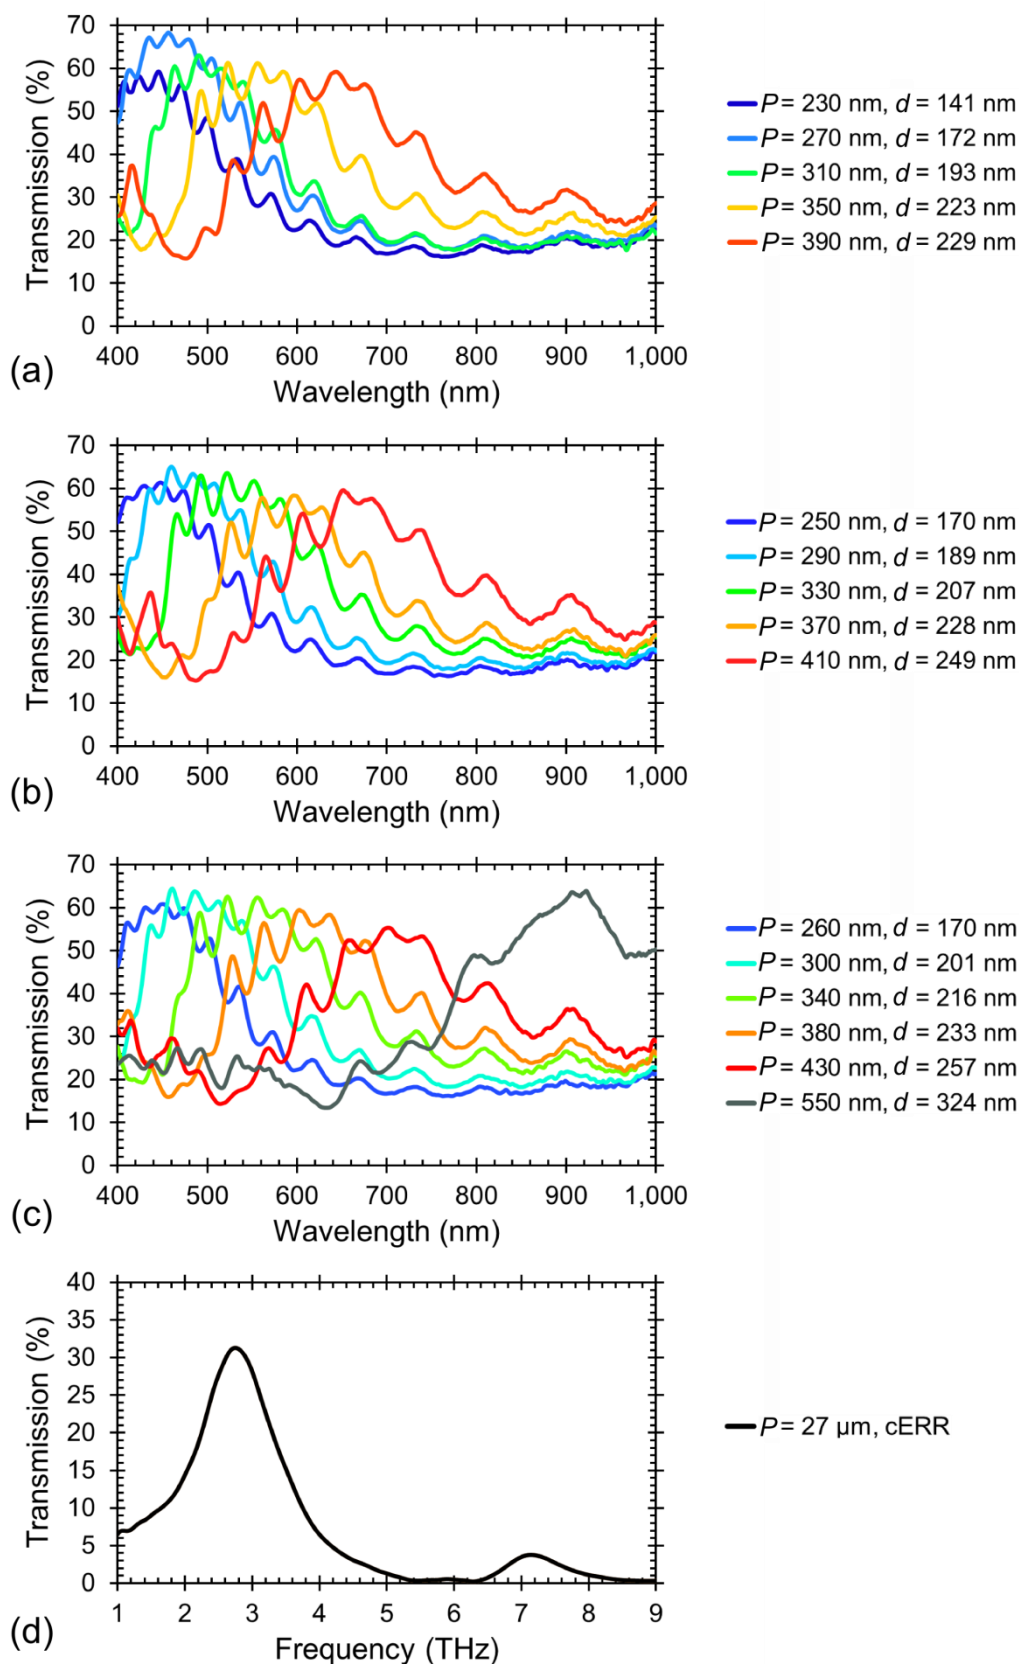 70
60
50
40
30
20
10
0
Transmission (%)
400 500 600 700 800 900 1,000
Wavelength (nm)
(a)
P = 230 nm, d = 141 nm
P = 270 nm, d = 172 nm
P = 310 nm, d = 193 nm
P = 350 nm, d = 223 nm
P = 390 nm, d = 229 nm
70
60
50
40
30
20
10
0
Transmission (%)
400 500 600 700 800 900 1,000
Wavelength (nm)
(b)
P = 250 nm, d = 170 nm
P = 290 nm, d = 189 nm
P = 330 nm, d = 207 nm
P = 370 nm, d = 228 nm
P = 410 nm, d = 249 nm
70
60
50
40
30
20
10
0
Transmission (%)
400 500 600 700 800 900 1,000
Wavelength (nm)
(c)
P = 260 nm, d = 170 nm
P = 300 nm, d = 201 nm
P = 340 nm, d = 216 nm
P = 380 nm, d = 233 nm
P = 430 nm, d = 257 nm
P = 550 nm, d = 324 nm
40
35
30
25
20
15
10
5
0
Transmission (%)
1 2 3 4 5 6 7 8 9
Frequency (THz)
(d)
P = 27 µm, cERR